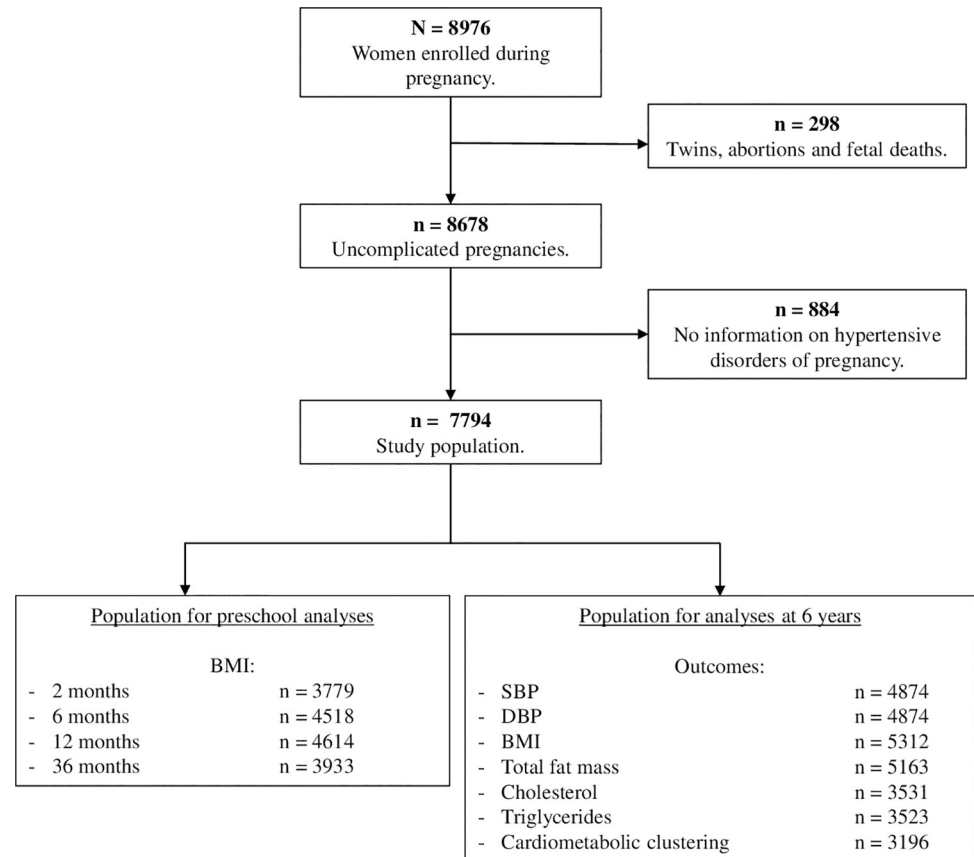 N = 8976
Women enrolled during
pregnancy.
n = 298
Twins, abortions and fetal deaths.
n = 8678
Uncomplicated pregnancies.
n = 884
No information on hypertensive
disorders of pregnancy.
n = 7794
Study population.
Population for preschool analyses
BMI:
- 2 months n = 3779
- 6 months n = 4518
- 12 months n = 4614
- 36 months n = 3933
Population for analyses at 6 years
Outcomes:
- SBP n = 4874
- DBP n = 4874
- BMI n = 5312
- Total fat mass n = 5163
- Cholesterol n = 3531
- Triglycerides n = 3523
- Cardiometabolic clustering n = 3196